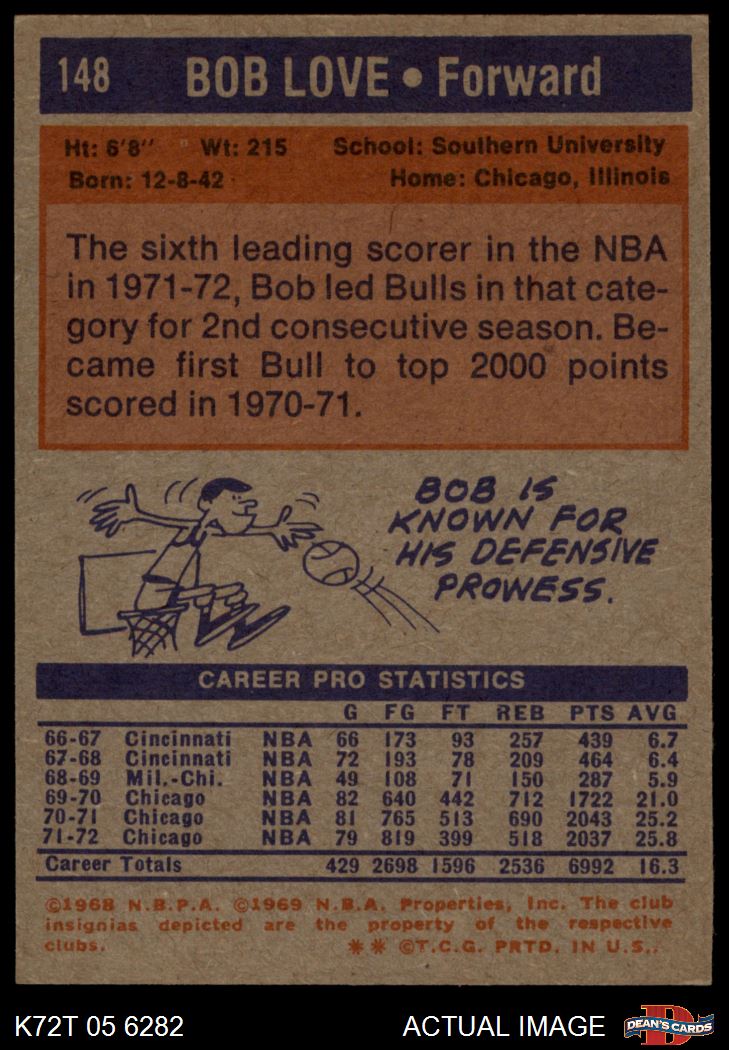 148 BOB LOVE • Forward
Ht: 6'8" Wt: 215 School: Southern University
Born: 12-8-42 Home: Chicago, Illinois
The sixth leading scorer in the NBA
in 1971-72, Bob led Bulls in that cate-
gory for 2nd consecutive season. Be-
came first Bull to top 2000 points
scored in 1970-71.
BOB IS
KNOWN FOR
HIS DEFENSIVE
PROWESS.
CAREER PRO STATISTICS
G FG FT REB PTS AVG
66-67 Cincinnati NBA 66 173 93 257 439 6.7
67-68 Cincinnati NBA 72 193 78 209 464 6.4
68-69 Mil.-Chi. NBA 49 108 71 150 287 5.9
69-70 Chicago NBA 82 640 442 712 1722 21.0
70-71 Chicago NBA 81 765 513 690 2043 25.2
71-72 Chicago NBA 79 819 399 518 2037 25.8
Career Totals 429 2698 1596 2536 6992 16.3
©1968 N.B.P.A. ©1969 N.B.A. Properties, Inc. The club
insignias depicted are the property of the respective
clubs. ** ©T.C.G. PRTD. IN U.S.
K72T 05 6282 ACTUAL IMAGE DEAN'S CARDS